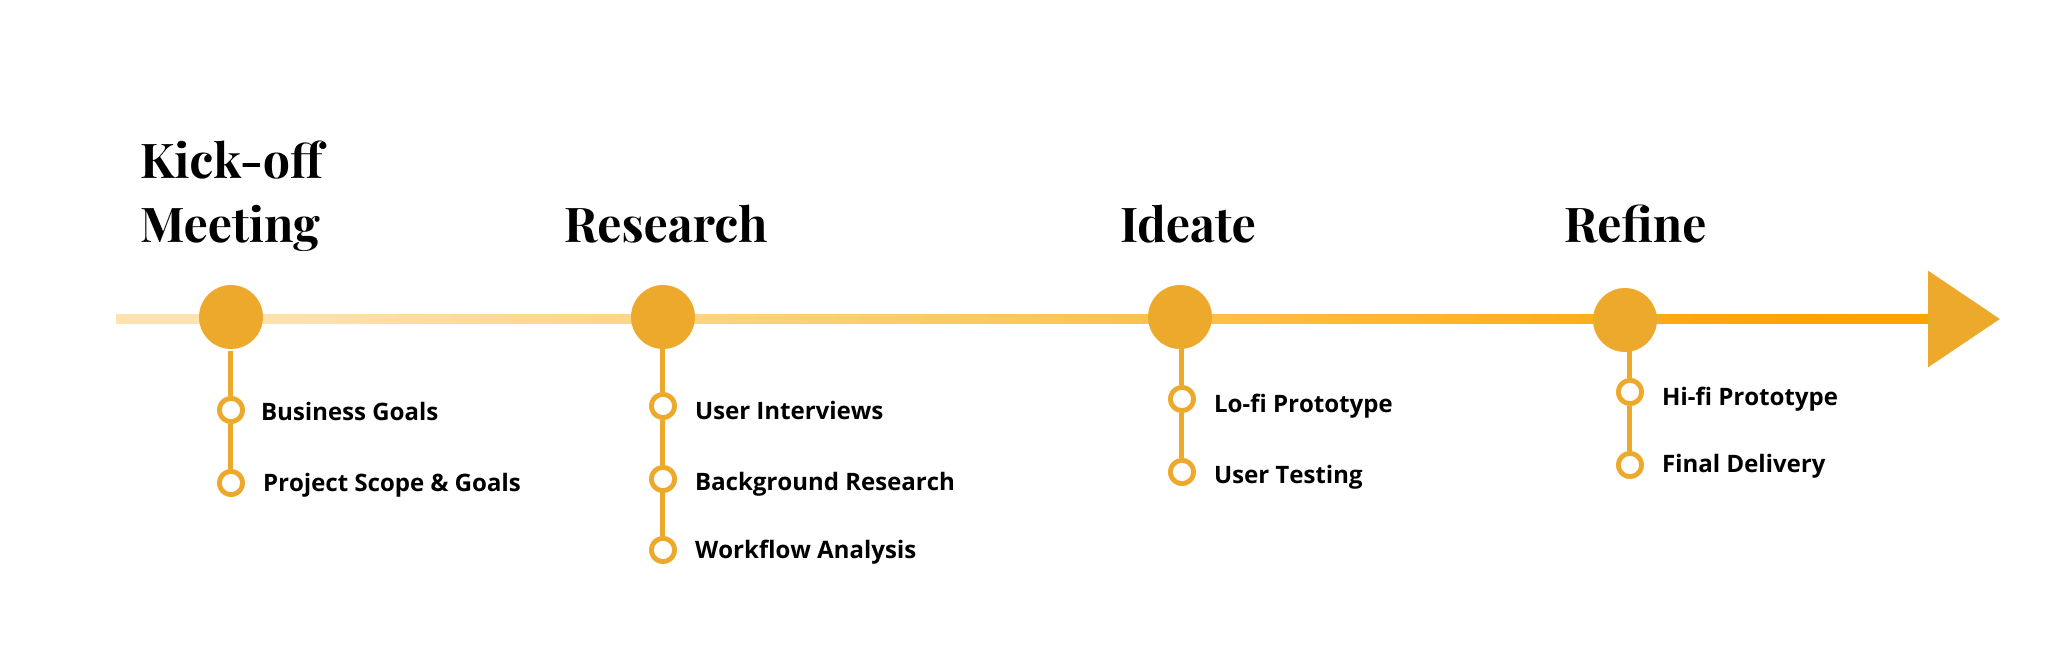 Kick-off
Meeting
Business Goals
Project Scope & Goals
Research
User Interviews
Background Research
Workflow Analysis
Ideate
Lo-fi Prototype
User Testing
Refine
Hi-fi Prototype
Final Delivery